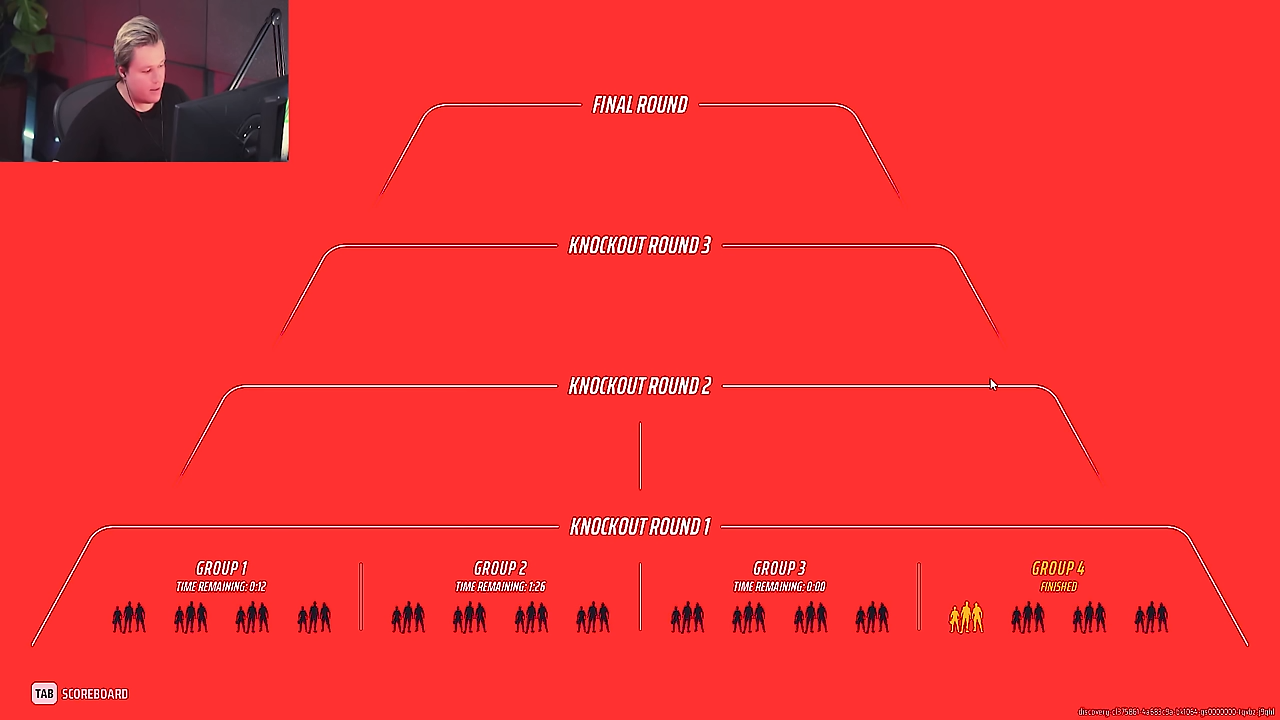 FINAL ROUND
KNOCKOUT ROUND 3
KNOCKOUT ROUND 2
KNOCKOUT ROUND 1
GROUP 1
TIME REMAINING: 0:12
GROUP 2
TIME REMAINING: 1:26
GROUP 3
TIME REMAINING: 0:00
GROUP 4
FINISHED
TAB SCOREBOARD